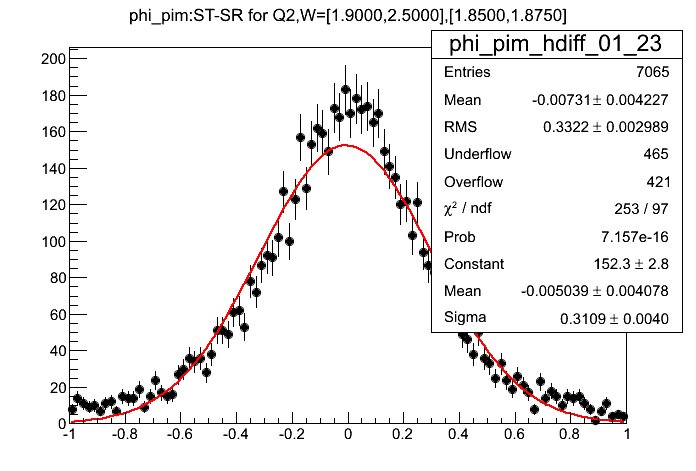 phi_pim:ST-SR for Q2,W=[1.9000,2.5000],[1.8500,1.8750]
phi_pim_hdiff_01_23
Entries 7065
Mean -0.00731 ± 0.004227
RMS 0.3322 ± 0.002989
Underflow 465
Overflow 421
χ² / ndf 253 / 97
Prob 7.157e-16
Constant 152.3 ± 2.8
Mean -0.005039 ± 0.004078
Sigma 0.3109 ± 0.0040
200
180
160
140
120
100
80
60
40
20
0
-1 -0.8 -0.6 -0.4 -0.2 0 0.2 0.4 0.6 0.8 1